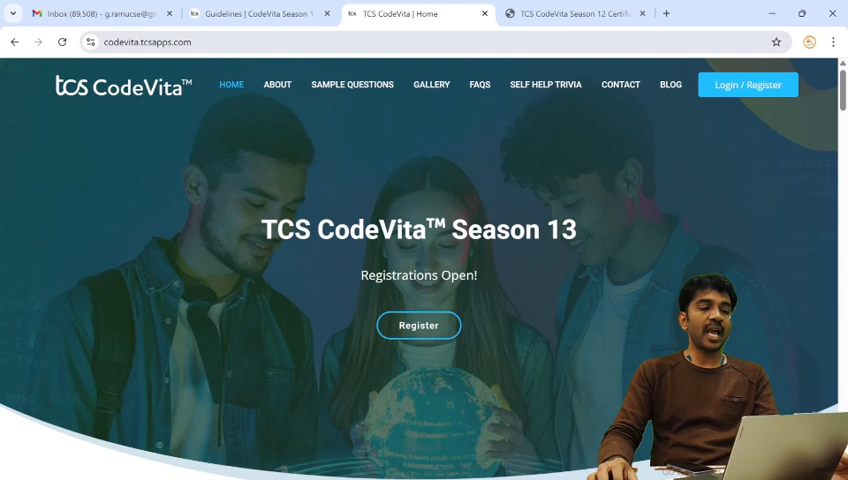 Inbox (89,508) - g.ramucse@g
Guidelines | CodeVita Season 1
tcs
TCS CodeVita | Home
TCS CodeVita Season 12 Certific
codevita.tcsapps.com
tcs CodeVita™
HOME
ABOUT
SAMPLE QUESTIONS
GALLERY
FAQS
SELF HELP TRIVIA
CONTACT
BLOG
Login / Register
TCS CodeVita™ Season 13
Registrations Open!
Register